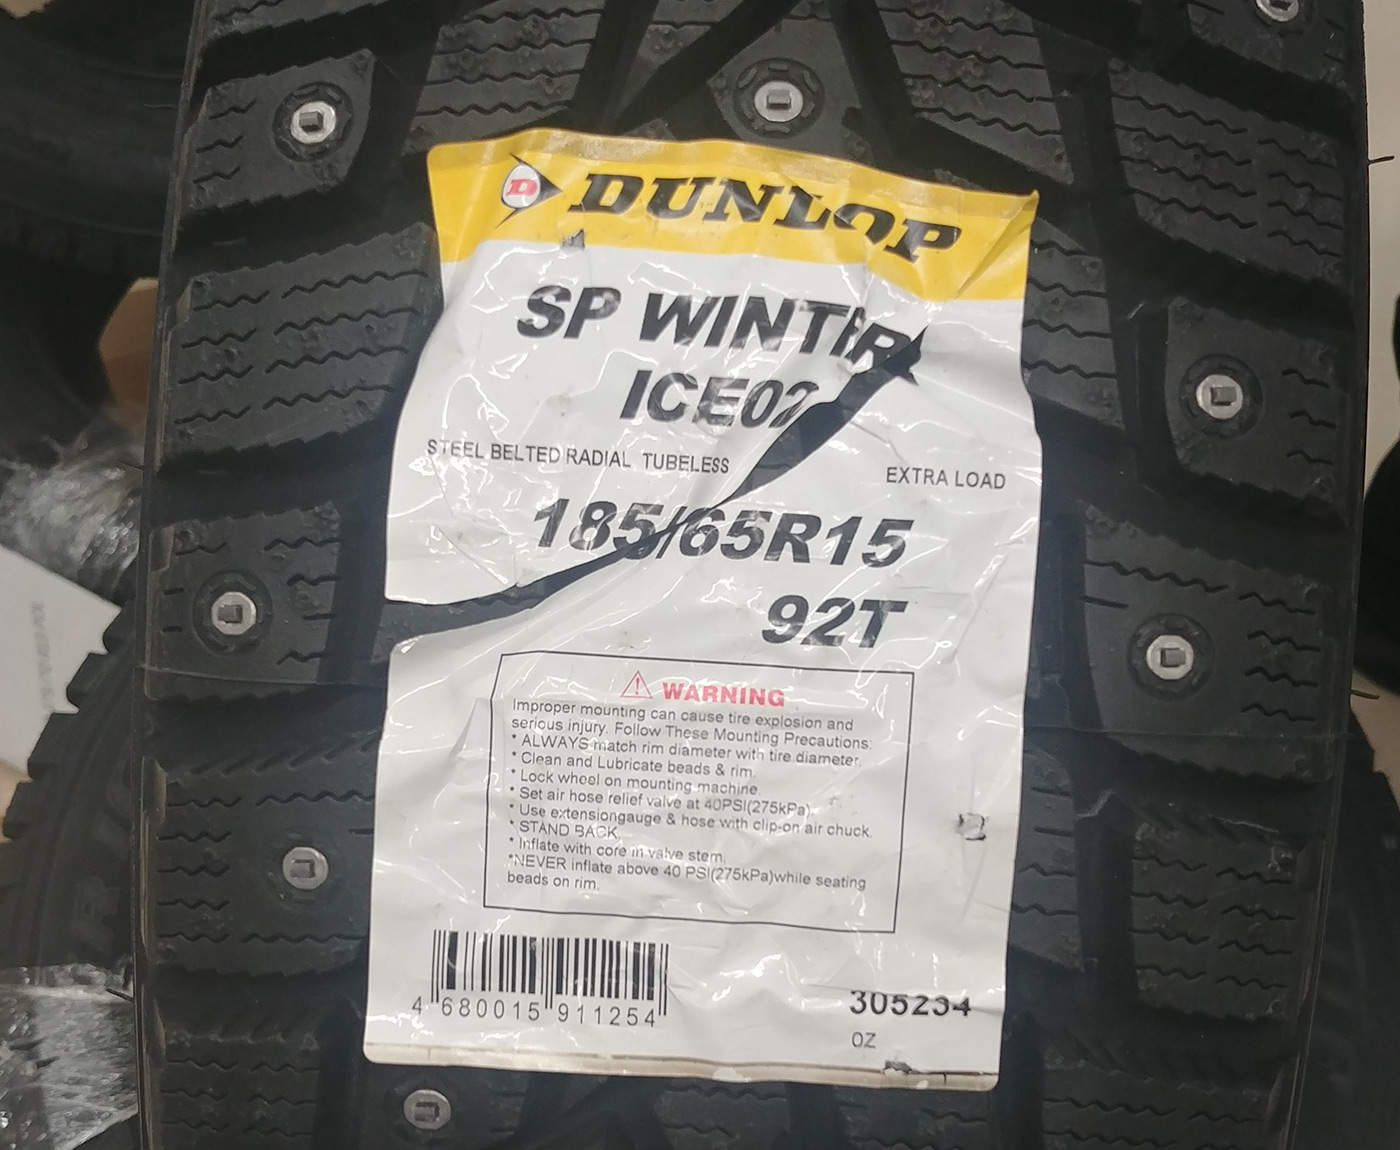 D DUNLOP
SP WINTER
ICE02
STEEL BELTED RADIAL TUBELESS
EXTRA LOAD
185/65R15
92T
WARNING
Improper mounting can cause tire explosion and
serious injury. Follow These Mounting Precautions:
* ALWAYS match rim diameter with tire diameter.
* Clean and Lubricate beads & rim.
* Lock wheel on mounting machine.
* Set air hose relief valve at 40PSI(275kPa).
* Use extensiongauge & hose with clip-on air chuck.
* STAND BACK.
* Inflate with core in valve stem.
*NEVER inflate above 40 PSI(275kPa)while seating
beads on rim.
4 680015 911254
305234
OZ